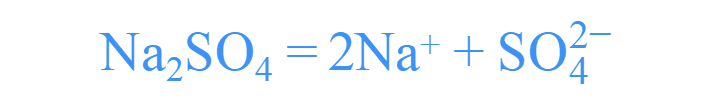 Na₂SO₄ = 2Na⁺ + SO₄²⁻